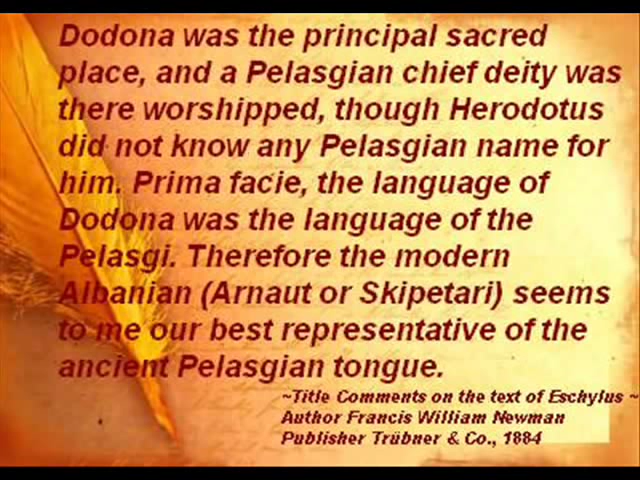 Dodona was the principal sacred
place, and a Pelasgian chief deity was
there worshipped, though Herodotus
did not know any Pelasgian name for
him. Prima facie, the language of
Dodona was the language of the
Pelasgi. Therefore the modern
Albanian (Arnaut or Skipetari) seems
to me our best representative of the
ancient Pelasgian tongue.
~Title Comments on the text of Eschylus ~
Author Francis William Newman
Publisher Trübner & Co., 1884